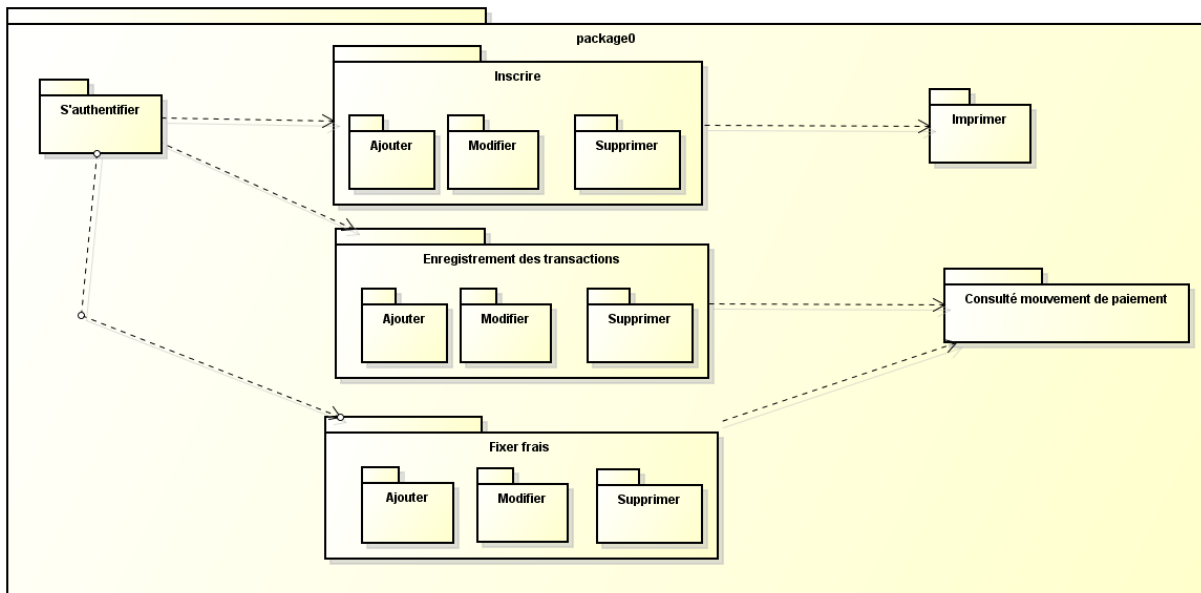 package0
Inscrire
S'authentifier
Imprimer
Ajouter
Modifier
Supprimer
Enregistrement des transactions
Consulté mouvement de paiement
Ajouter
Modifier
Supprimer
Fixer frais
Ajouter
Modifier
Supprimer